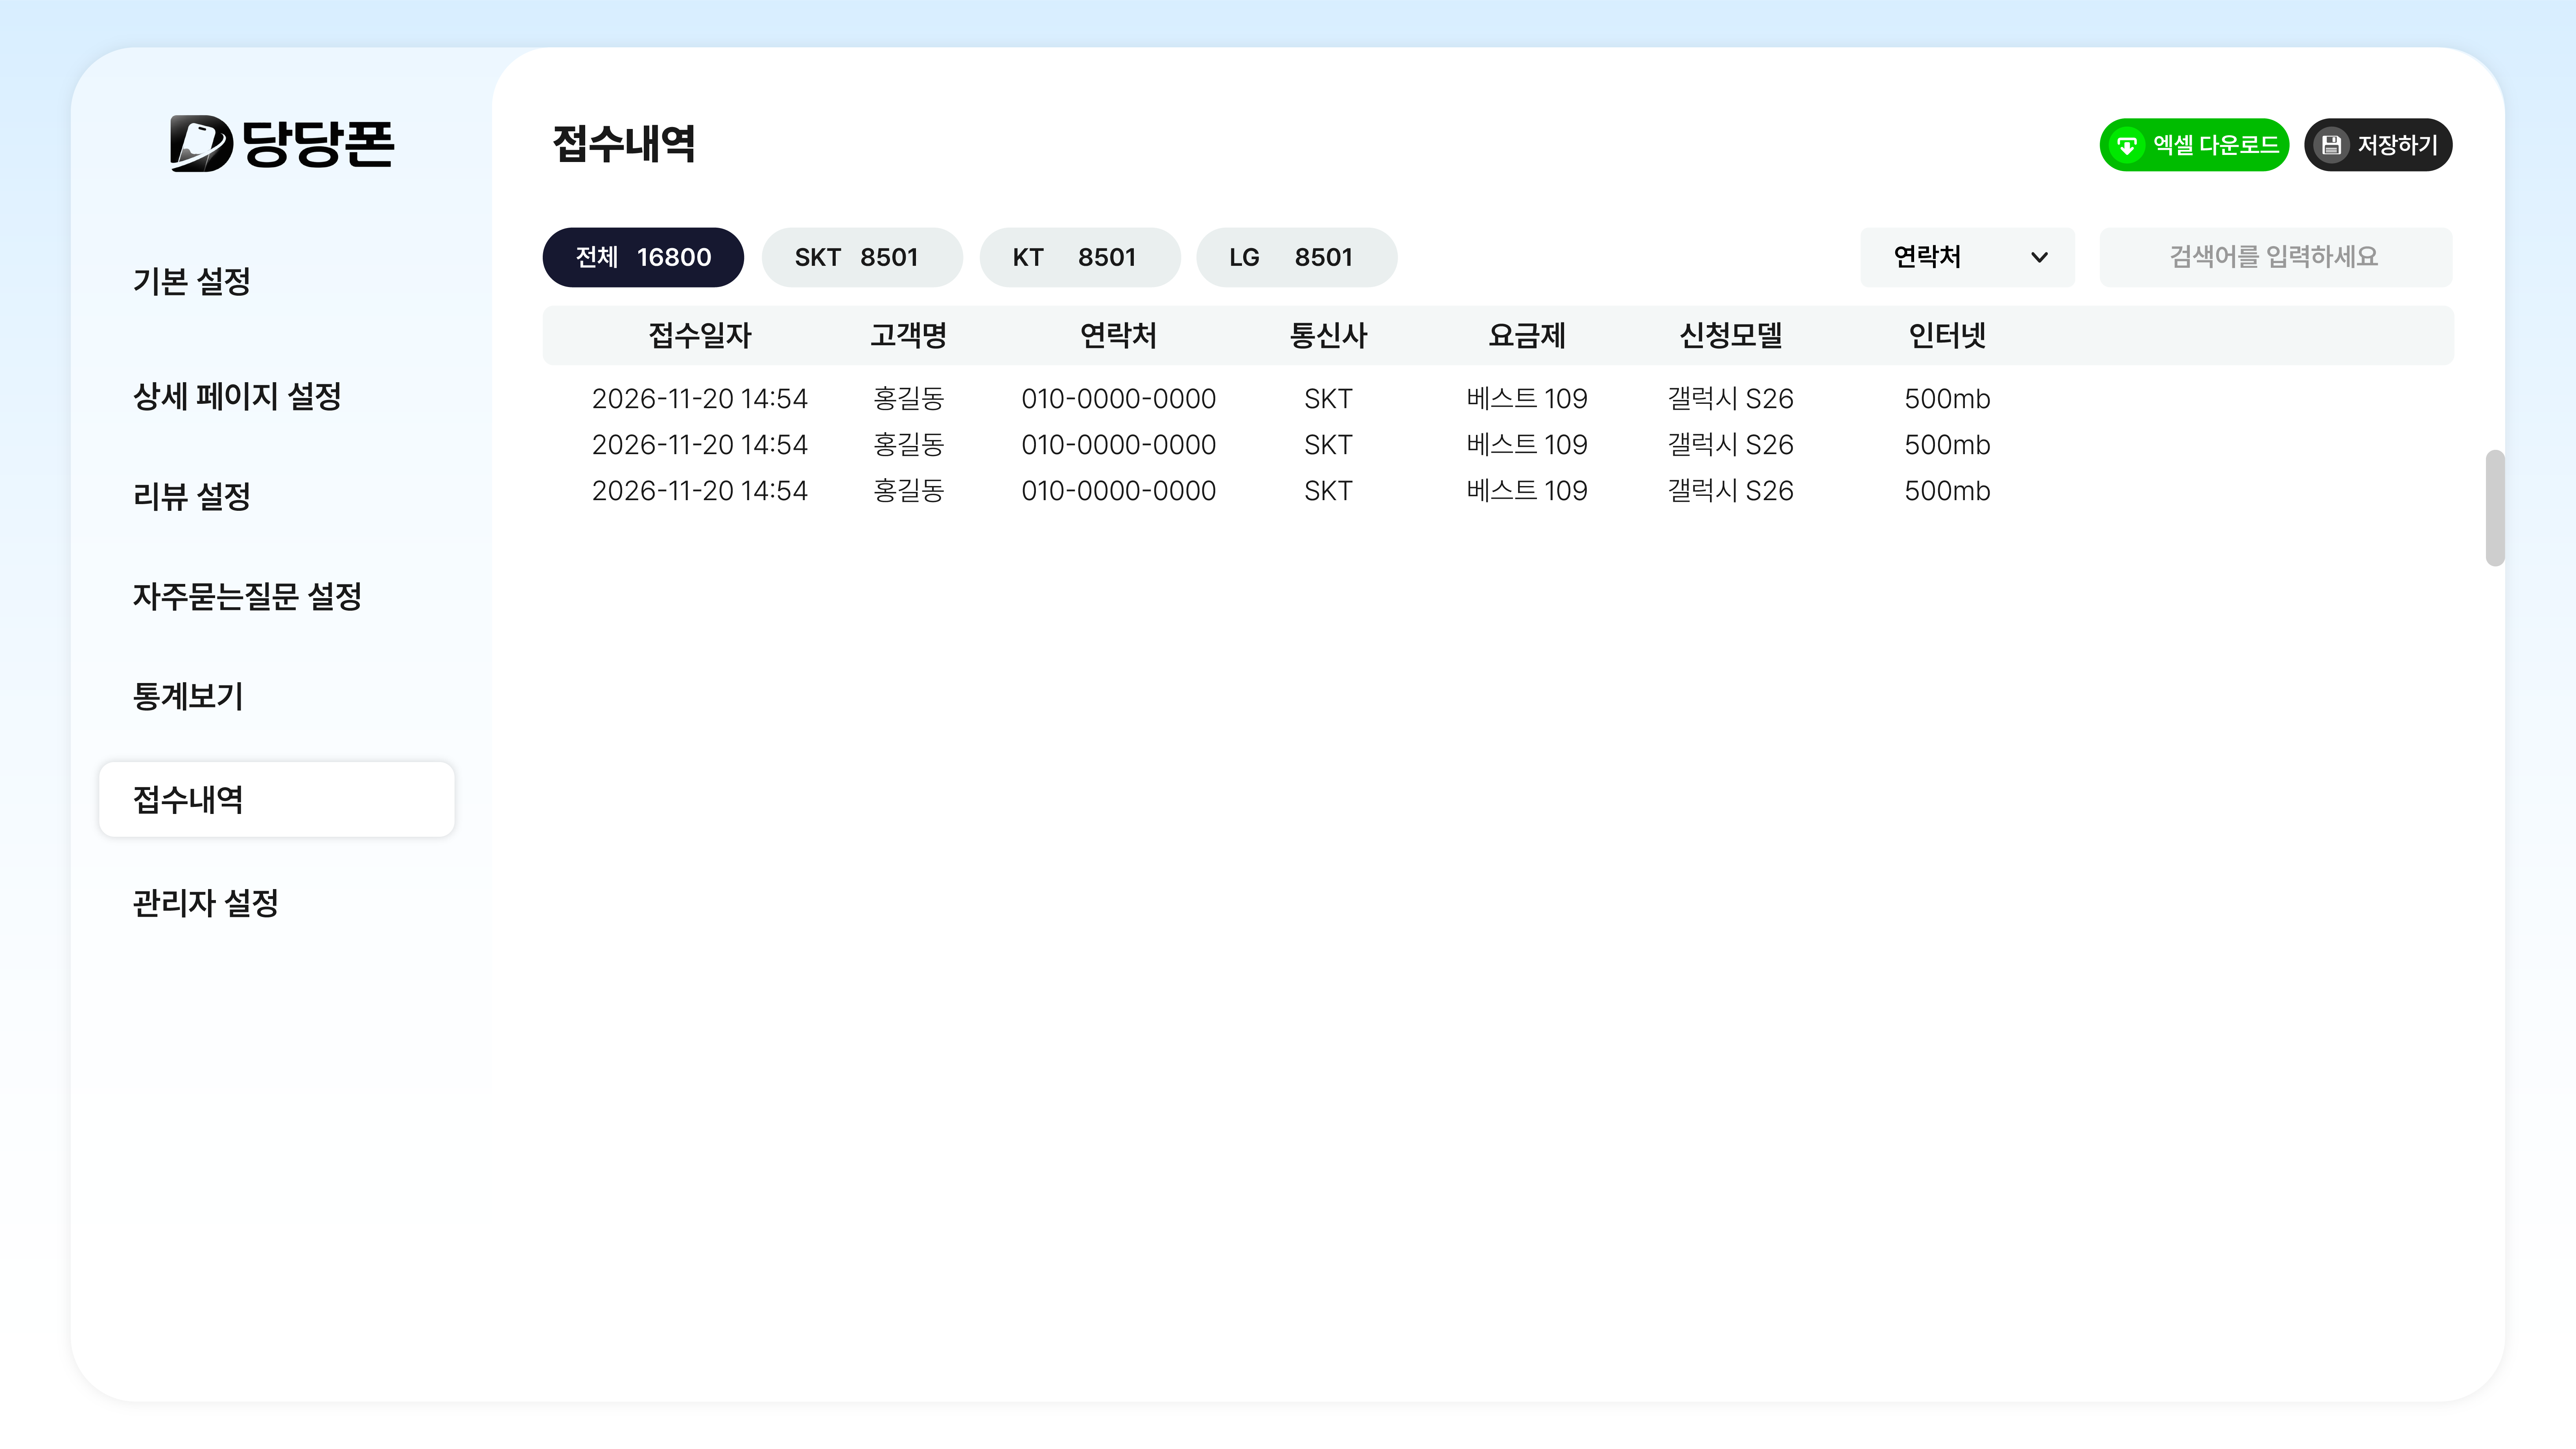 당당폰
기본 설정
상세 페이지 설정
리뷰 설정
자주묻는질문 설정
통계보기
접수내역
관리자 설정
접수내역
엑셀 다운로드 저장하기
전체 16800 SKT 8501 KT 8501 LG 8501 연락처 검색어를 입력하세요
접수일자 고객명 연락처 통신사 요금제 신청모델 인터넷
2026-11-20 14:54 홍길동 010-0000-0000 SKT 베스트 109 갤럭시 S26 500mb
2026-11-20 14:54 홍길동 010-0000-0000 SKT 베스트 109 갤럭시 S26 500mb
2026-11-20 14:54 홍길동 010-0000-0000 SKT 베스트 109 갤럭시 S26 500mb